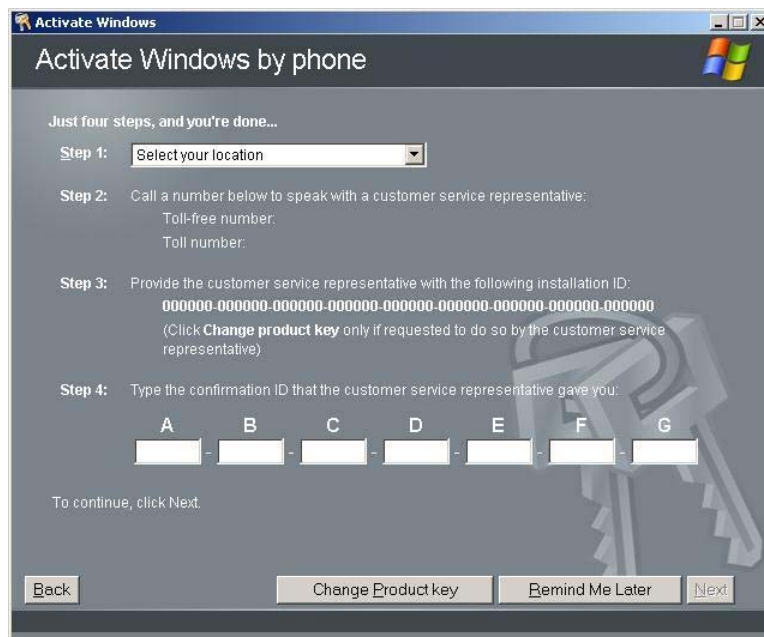 Activate Windows
Activate Windows by phone
Just four steps, and you're done...
Step 1: Select your location
Step 2: Call a number below to speak with a customer service representative:
Toll-free number:
Toll number:
Step 3: Provide the customer service representative with the following installation ID:
000000-000000-000000-000000-000000-000000-000000-000000-000000
(Click Change product key only if requested to do so by the customer service
representative)
Step 4: Type the confirmation ID that the customer service representative gave you:
A B C D E F G
- - - - - -
To continue, click Next.
Back Change Product key Remind Me Later Next